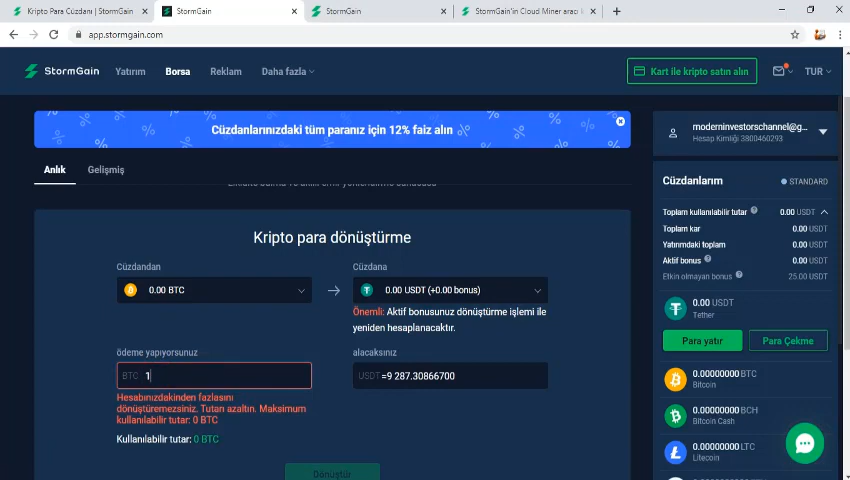 Kripto Para Cüzdanı | StormGain
StormGain
StormGain
StormGain'in Cloud Miner aracı
app.stormgain.com
StormGain
Yatırım
Borsa
Reklam
Daha fazla
Kart ile kripto satın alın
TUR
Cüzdanlarınızdaki tüm paranız için 12% faiz alın
moderninvestorschannel@g...
Hesap Kimliği 3800460293
Anlık
Gelişmiş
Cüzdanlarım
STANDARD
Toplam kullanılabilir tutar
0.00 USDT
Toplam kar
0.00 USDT
Yatırımdaki toplam
0.00 USDT
Aktif bonus
0.00 USDT
Etkin olmayan bonus
25.00 USDT
Kripto para dönüştürme
Cüzdandan
0.00 BTC
Cüzdana
0.00 USDT (+0.00 bonus)
Önemli: Aktif bonusunuz dönüştürme işlemi ile
yeniden hesaplanacaktır.
ödeme yapıyorsunuz
BTC 1
Hesabınızdakinden fazlasını
dönüştüremezsiniz. Tutarı azaltın. Maksimum
kullanılabilir tutar: 0 BTC
Kullanılabilir tutar: 0 BTC
alacaksınız
USDT =9 287.30866700
Dönüştür
0.00 USDT
Tether
Para yatır
Para Çekme
0.00000000 BTC
Bitcoin
0.00000000 BCH
Bitcoin Cash
0.00000000 LTC
Litecoin